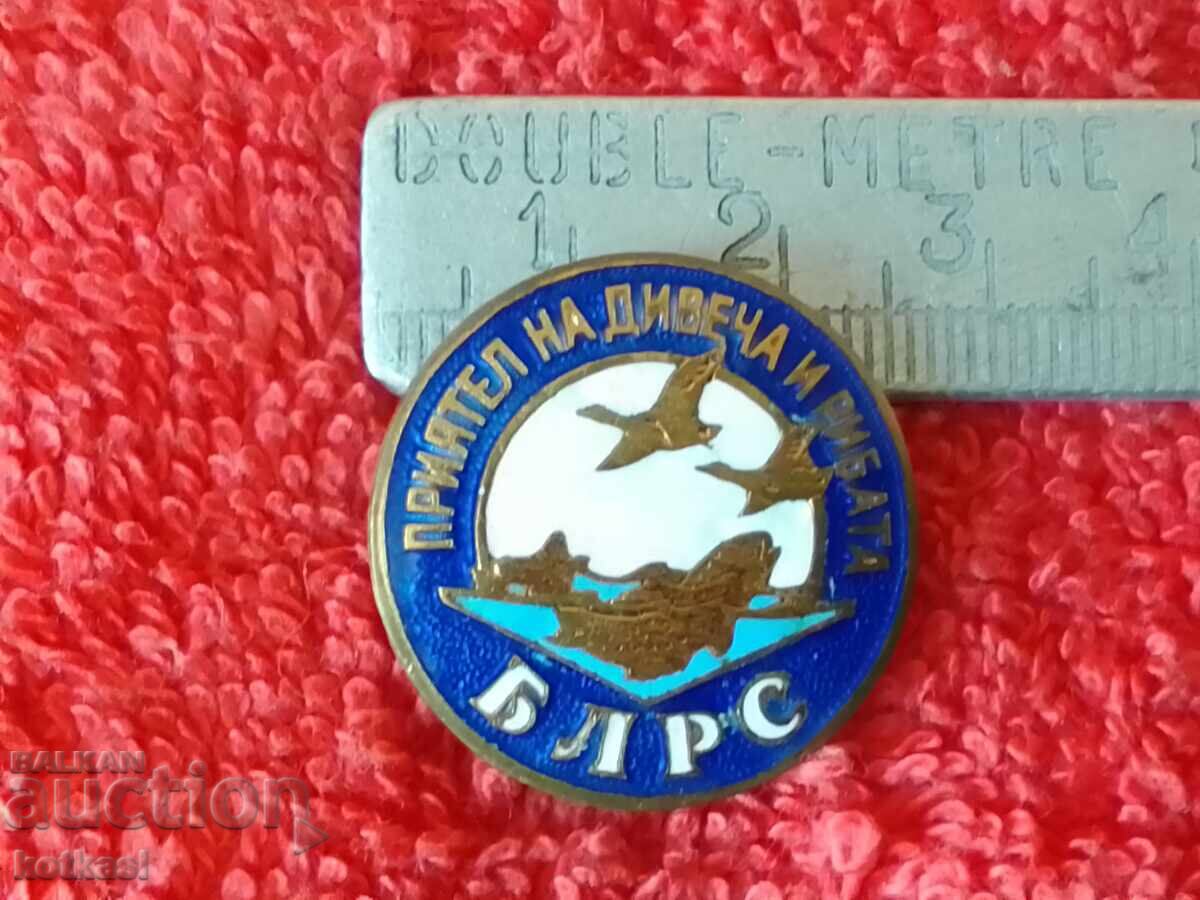 DOUBLE-METRE
1 2 3 4
ПРИЯТЕЛ НА ДИВЕЧА И РИБАТА
БЛРС
BALKAN
auction
kotkasl